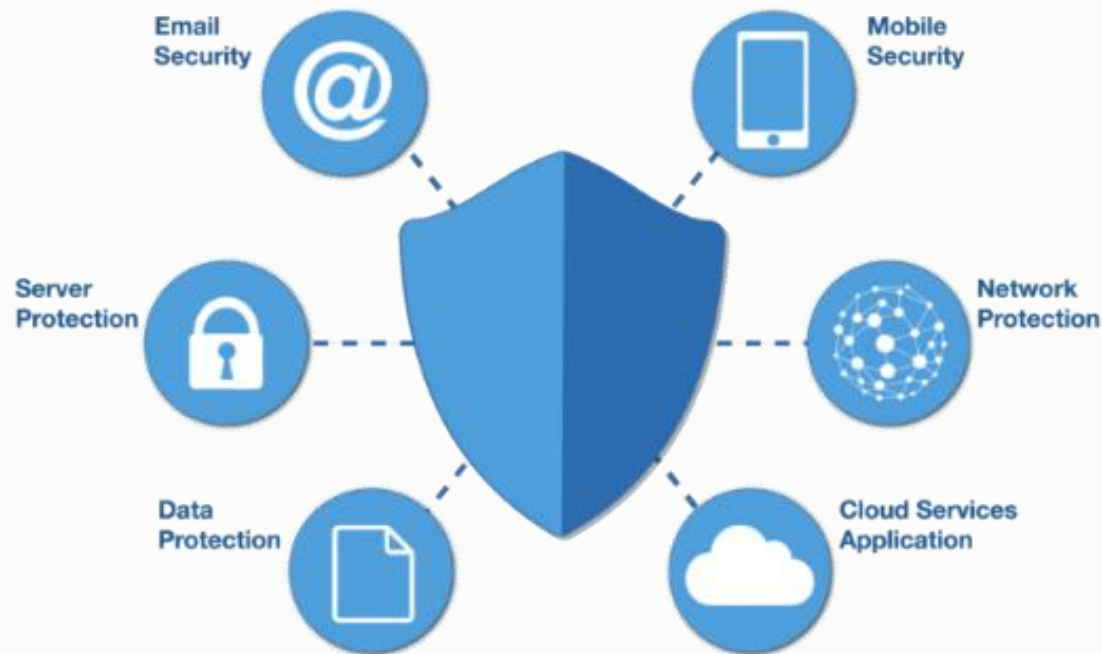 Email
Security
Mobile
Security
Server
Protection
Network
Protection
Data
Protection
Cloud Services
Application